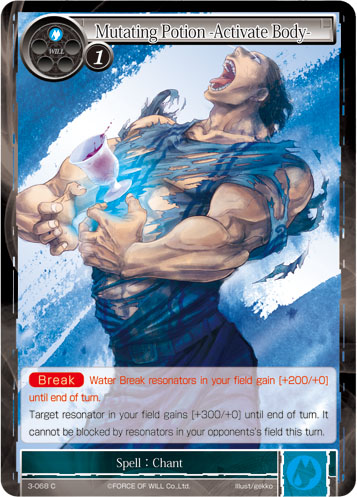 Mutating Potion -Activate Body-
WILL
1
Break Water Break resonators in your field gain [+200/+0]
until end of turn.
Target resonator in your field gains [+300/+0] until end of turn. It
cannot be blocked by resonators in your opponents's field this turn.
Spell : Chant
3-068 C ©FORCE OF WILL Co.,Ltd. Illust/gekko